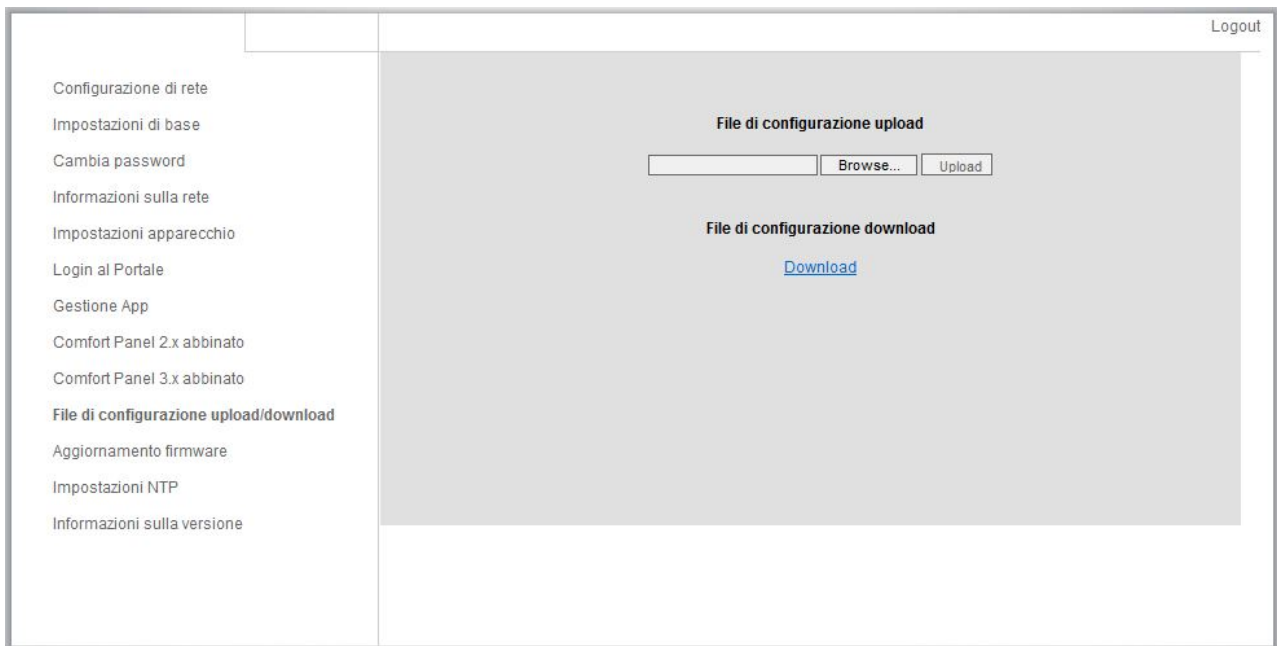 Logout
Configurazione di rete
Impostazioni di base
Cambia password
Informazioni sulla rete
Impostazioni apparecchio
Login al Portale
Gestione App
Comfort Panel 2.x abbinato
Comfort Panel 3.x abbinato
File di configurazione upload/download
Aggiornamento firmware
Impostazioni NTP
Informazioni sulla versione
File di configurazione upload
Browse... Upload
File di configurazione download
Download